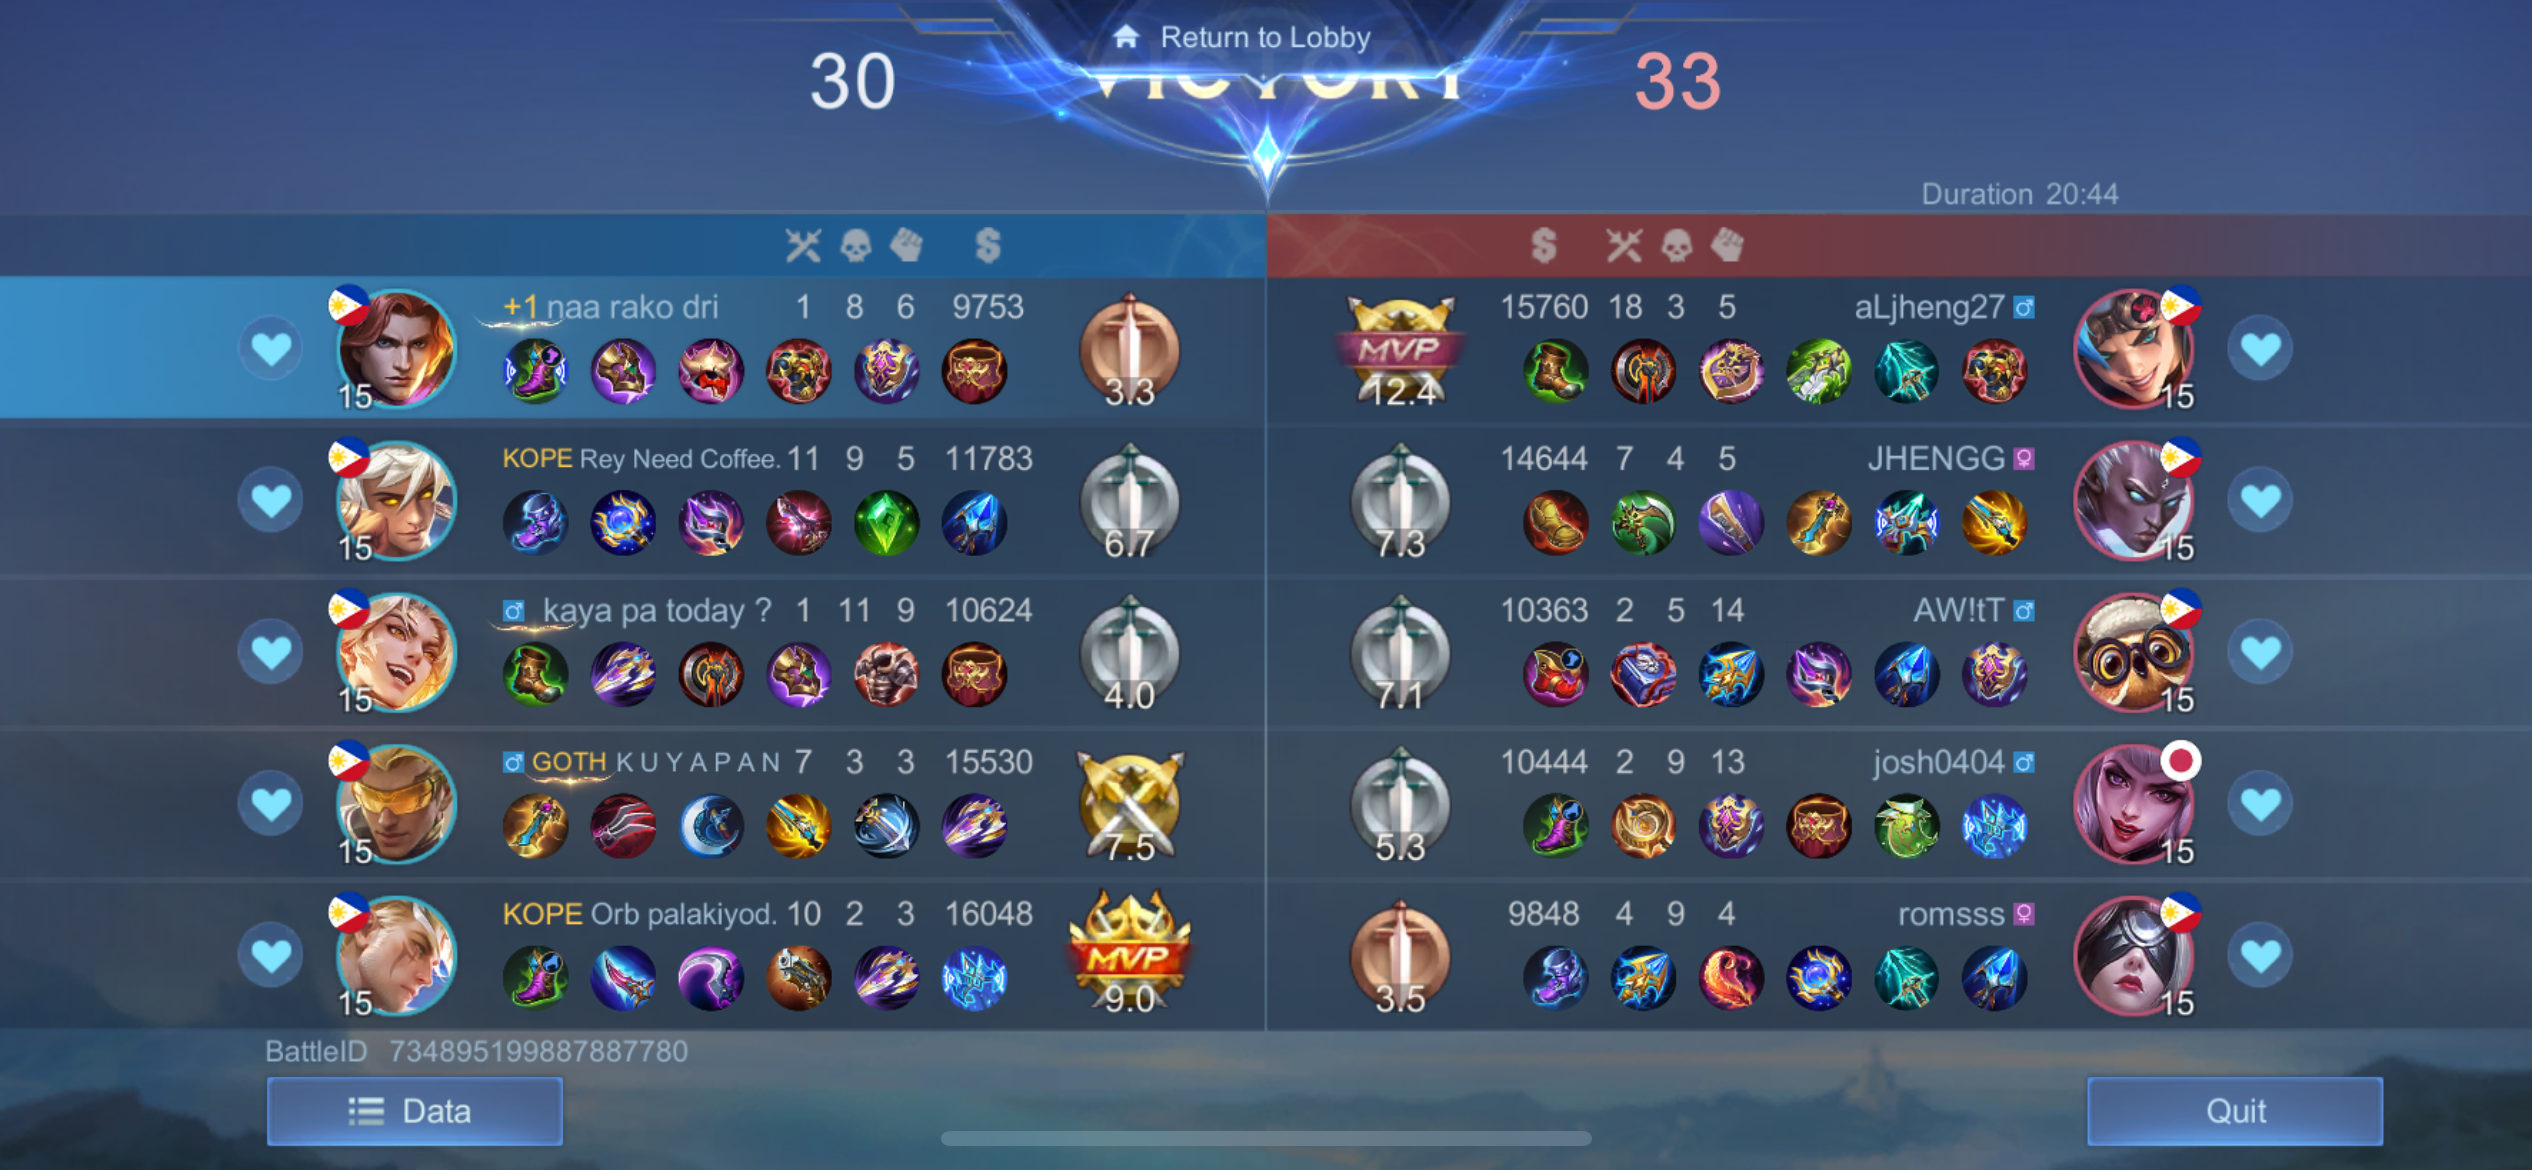 Return to Lobby
30 VICTORY 33
Duration 20:44
+1 naa rako dri 1 8 6 9753
15
3.3
MVP
12.4
15760 18 3 5 aLjheng27
15
KOPE Rey Need Coffee. 11 9 5 11783
15
6.7
7.3
14644 7 4 5 JHENGG
15
kaya pa today ? 1 11 9 10624
15
4.0
7.1
10363 2 5 14 AW!tT
15
GOTH K U Y A P A N 7 3 3 15530
15
7.5
5.3
10444 2 9 13 josh0404
15
KOPE Orb palakiyod. 10 2 3 16048
15
MVP
9.0
3.5
9848 4 9 4 romsss
15
BattleID 734895199887887780
Data
Quit